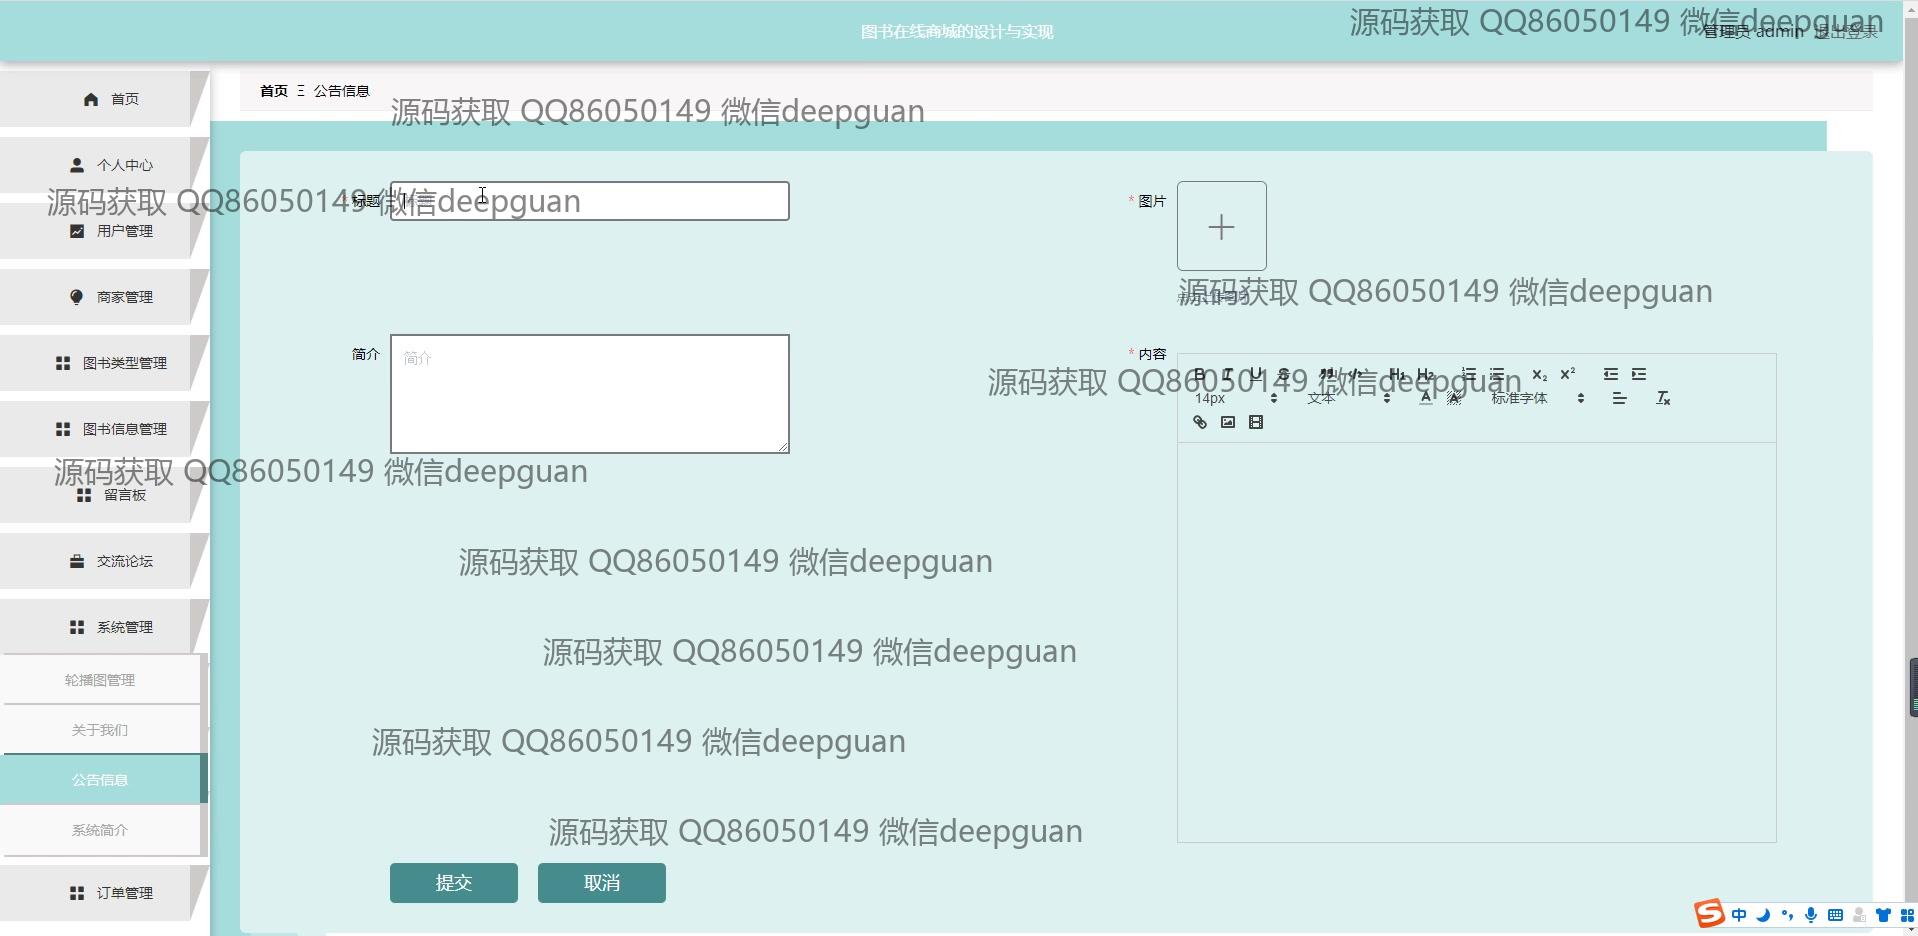 图书在线商城的设计与实现
源码获取 QQ86050149 微信deepguan
管理员 admin 退出登录
首页
首页 Ξ 公告信息
源码获取 QQ86050149 微信deepguan
个人中心
源码获取 QQ86050149 微信deepguan
* 标题
* 图片
用户管理
商家管理
源码获取 QQ86050149 微信deepguan
图书类型管理
简介
简介
* 内容
B I U S H1 H2 X₂ X²
源码获取 QQ86050149 微信deepguan
14px 文本 A A 标准字体
图书信息管理
源码获取 QQ86050149 微信deepguan
留言板
交流论坛
源码获取 QQ86050149 微信deepguan
系统管理
源码获取 QQ86050149 微信deepguan
轮播图管理
关于我们
源码获取 QQ86050149 微信deepguan
公告信息
系统简介
源码获取 QQ86050149 微信deepguan
订单管理
提交 取消
中